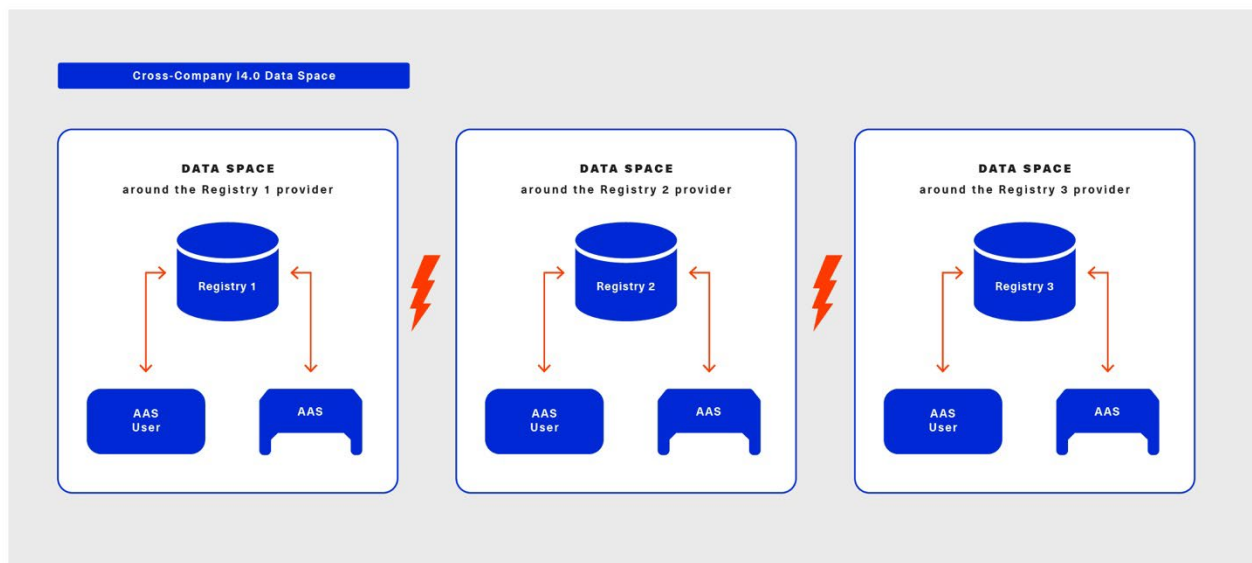 Cross-Company I4.0 Data Space
DATA SPACE
around the Registry 1 provider
Registry 1
AAS
User
AAS
DATA SPACE
around the Registry 2 provider
Registry 2
AAS
User
AAS
DATA SPACE
around the Registry 3 provider
Registry 3
AAS
User
AAS